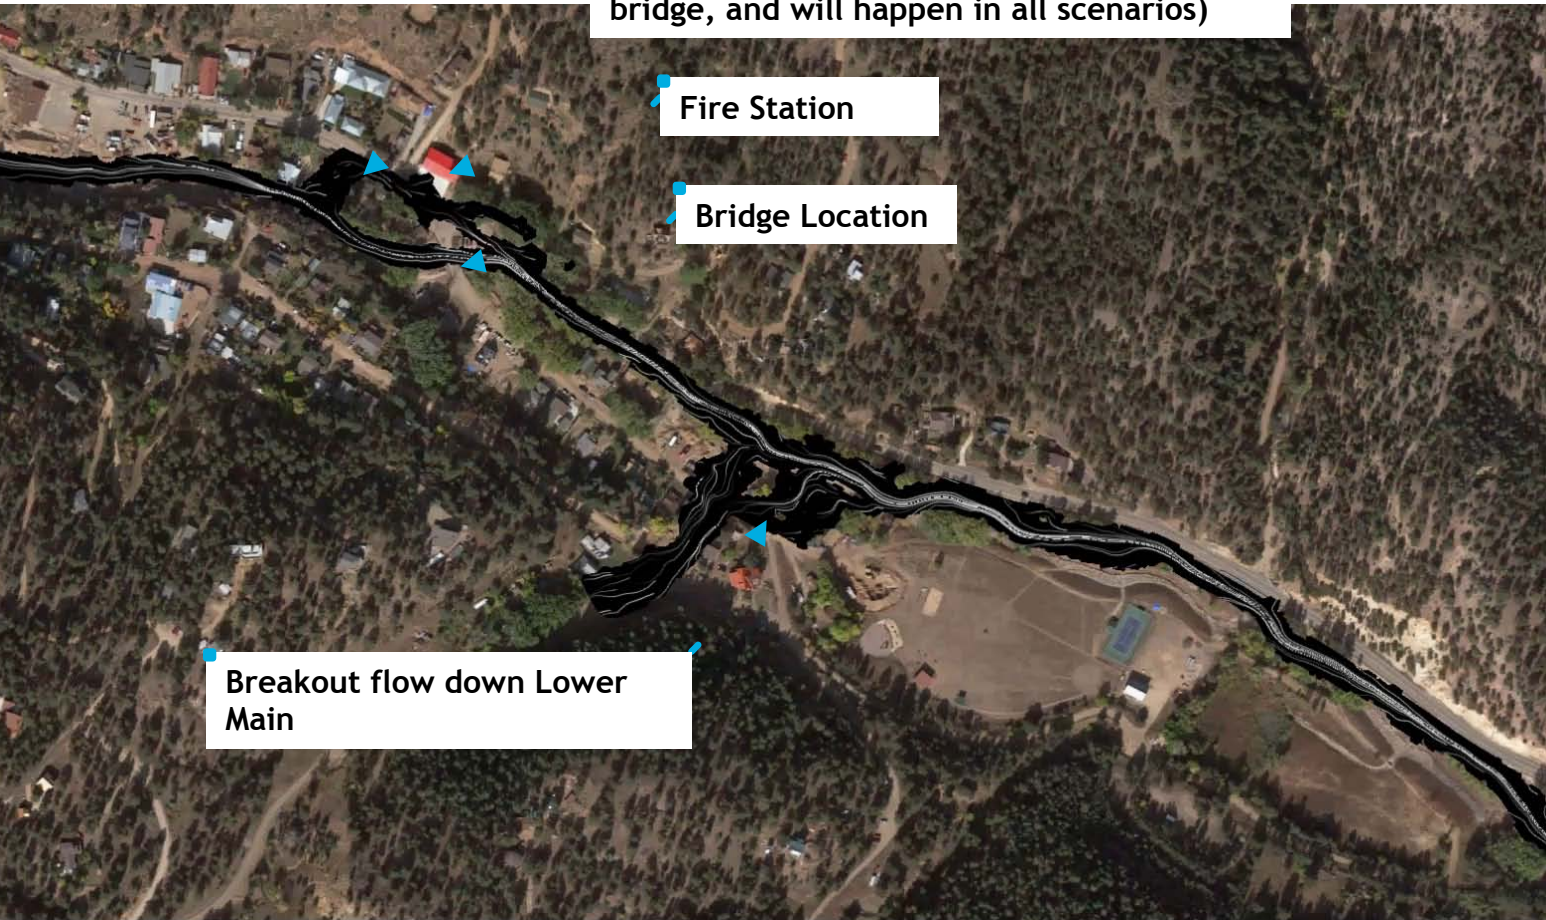 bridge, and will happen in all scenarios)
Fire Station
Bridge Location
Breakout flow down Lower
Main